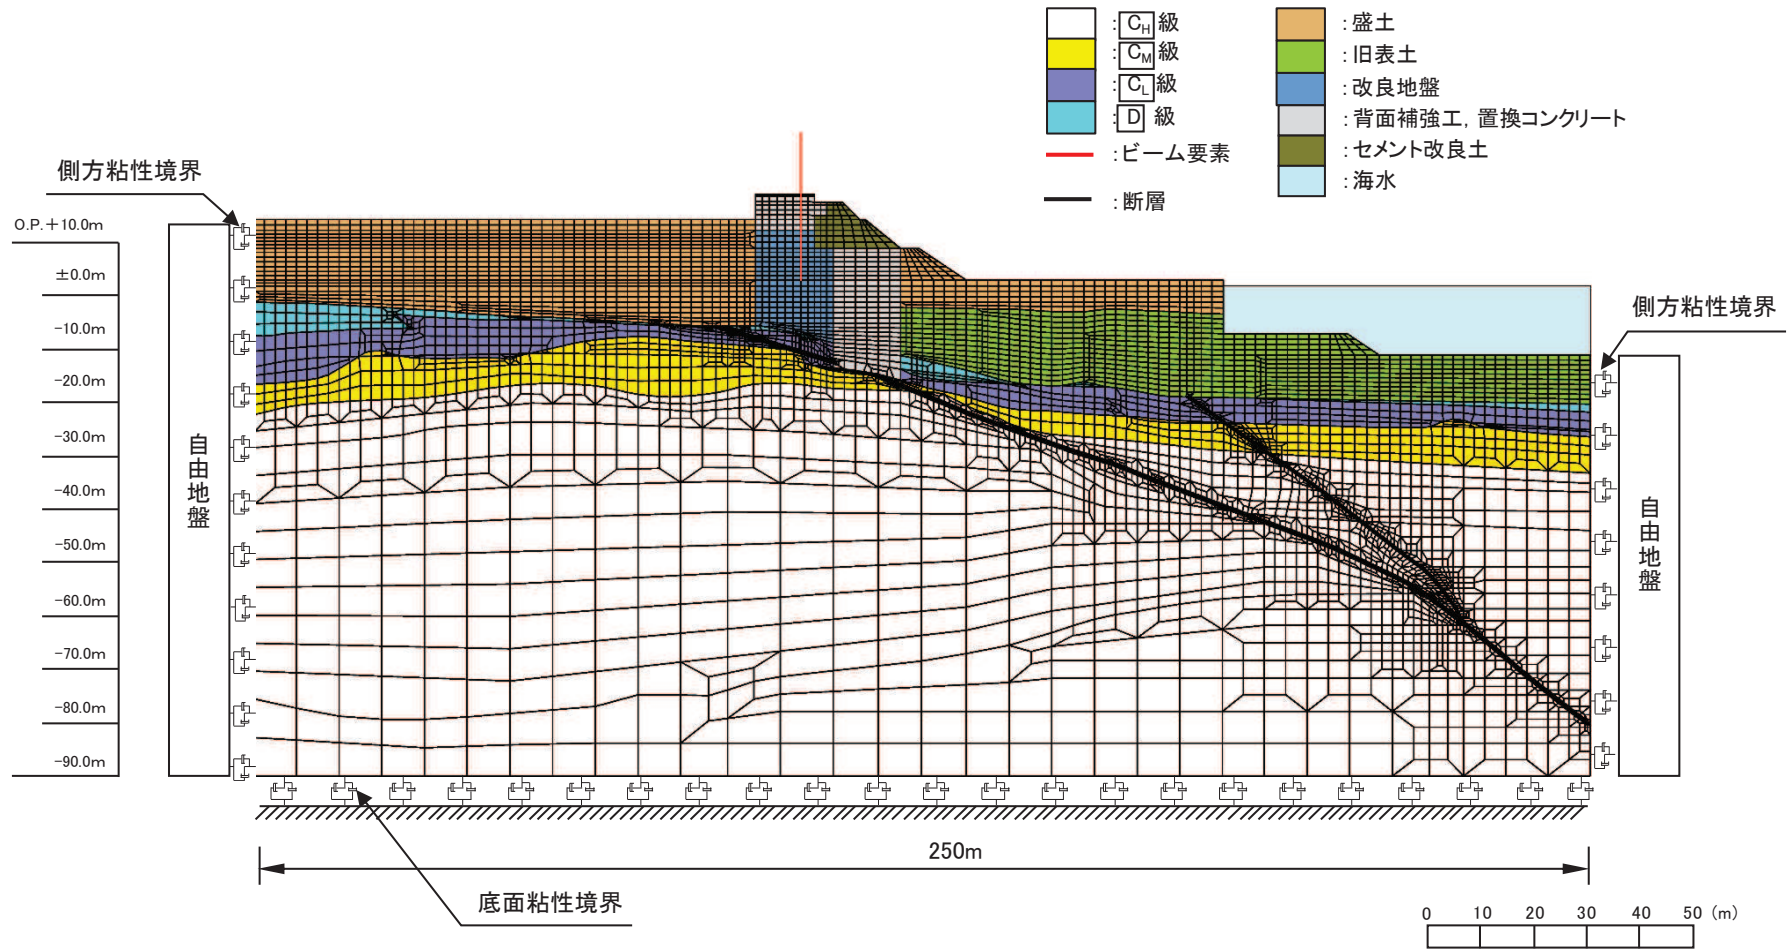 :CH級
:CM級
:CL級
:D 級
:ビーム要素
:断層
:盛土
:旧表土
:改良地盤
:背面補強工, 置換コンクリート
:セメント改良土
:海水
側方粘性境界
O.P.+10.0m
±0.0m
-10.0m
-20.0m
-30.0m
-40.0m
-50.0m
-60.0m
-70.0m
-80.0m
-90.0m
自由地盤
側方粘性境界
自由地盤
250m
底面粘性境界
0 10 20 30 40 50 (m)